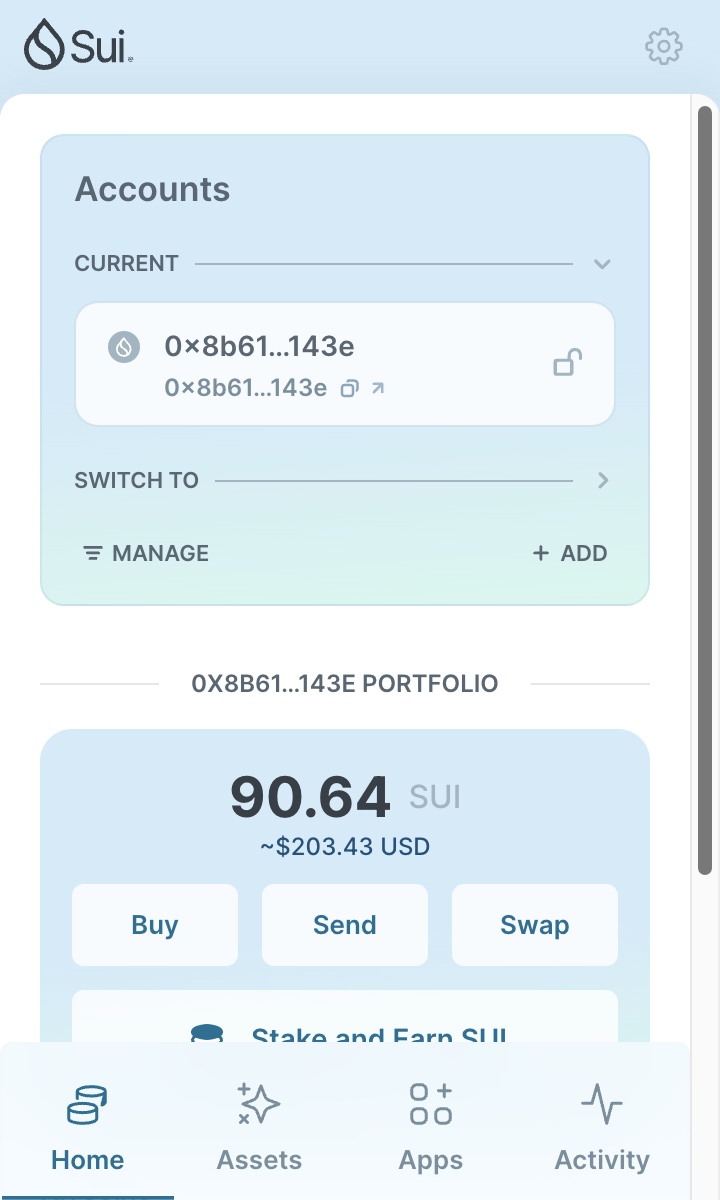 Sui
Accounts
CURRENT
0×8b61...143e
0×8b61...143e
SWITCH TO
MANAGE
+ ADD
0X8B61...143E PORTFOLIO
90.64 SUI
~$203.43 USD
Buy Send Swap
Stake and Earn SUI
Home Assets Apps Activity